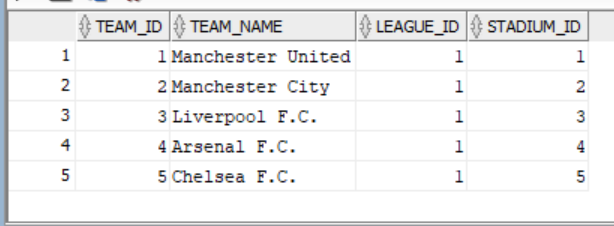 TEAM_ID TEAM_NAME LEAGUE_ID STADIUM_ID
1 1 Manchester United 1 1
2 2 Manchester City 1 2
3 3 Liverpool F.C. 1 3
4 4 Arsenal F.C. 1 4
5 5 Chelsea F.C. 1 5